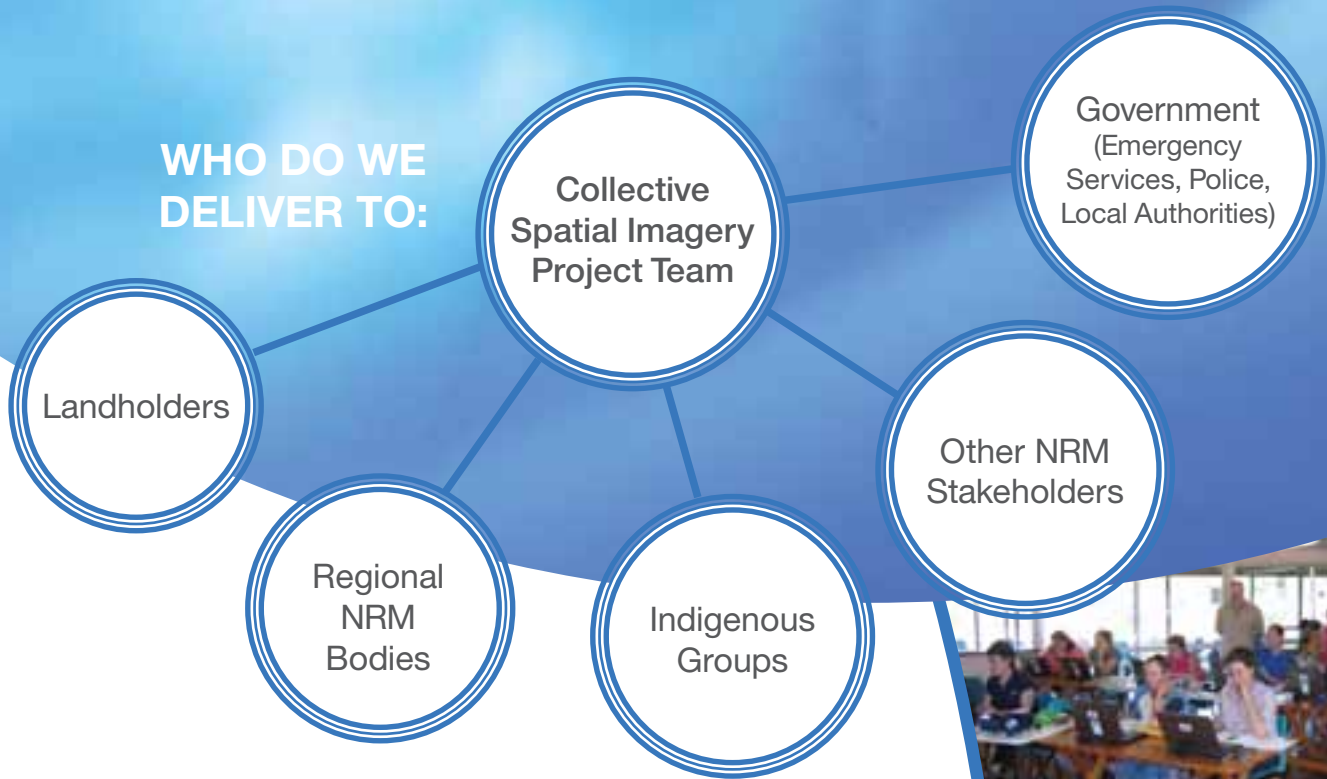 WHO DO WE
DELIVER TO:
Collective
Spatial Imagery
Project Team
Government
(Emergency
Services, Police,
Local Authorities)
Landholders
Regional
NRM
Bodies
Indigenous
Groups
Other NRM
Stakeholders